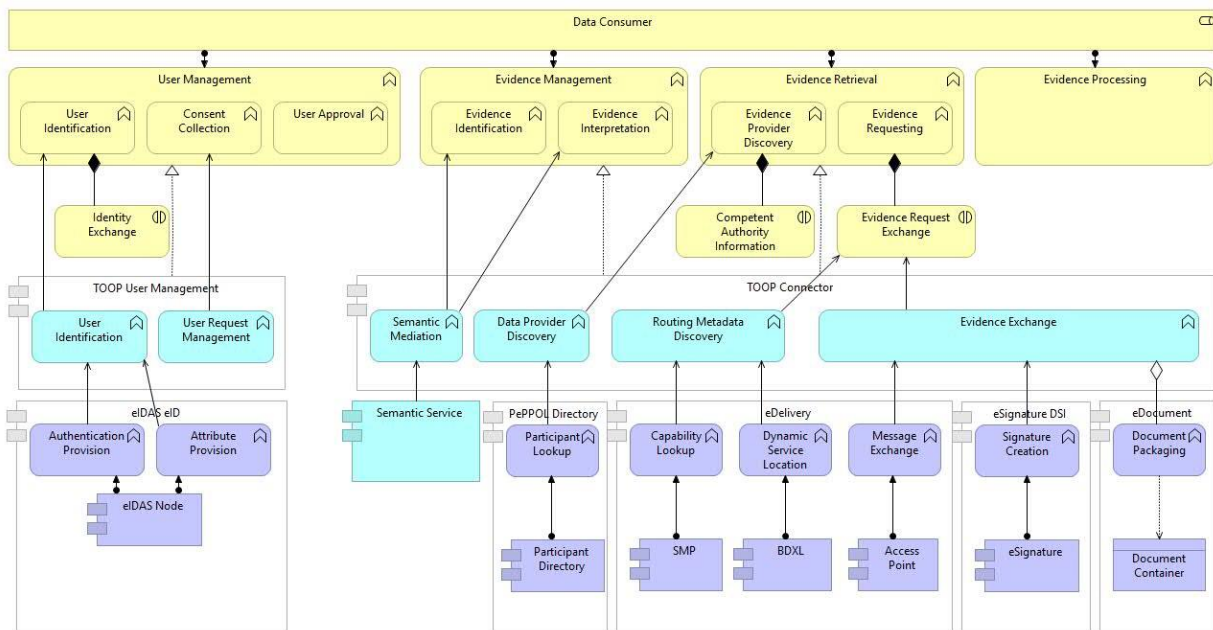 Data Consumer
User Management
User
Identification
Consent
Collection
User Approval
Evidence Management
Evidence
Identification
Evidence
Interpretation
Evidence Retrieval
Evidence
Provider
Discovery
Evidence
Requesting
Evidence Processing
Identity
Exchange
Competent
Authority
Information
Evidence Request
Exchange
TOOP User Management
User
Identification
User Request
Management
TOOP Connector
Semantic
Mediation
Data Provider
Discovery
Routing Metadata
Discovery
Evidence Exchange
eIDAS eID
Authentication
Provision
Attribute
Provision
eIDAS Node
Semantic Service
PePPOL Directory
Participant
Lookup
Participant
Directory
eDelivery
Capability
Lookup
Dynamic
Service
Location
Message
Exchange
SMP
BDXL
Access
Point
eSignature DSI
Signature
Creation
eSignature
eDocument
Document
Packaging
Document
Container